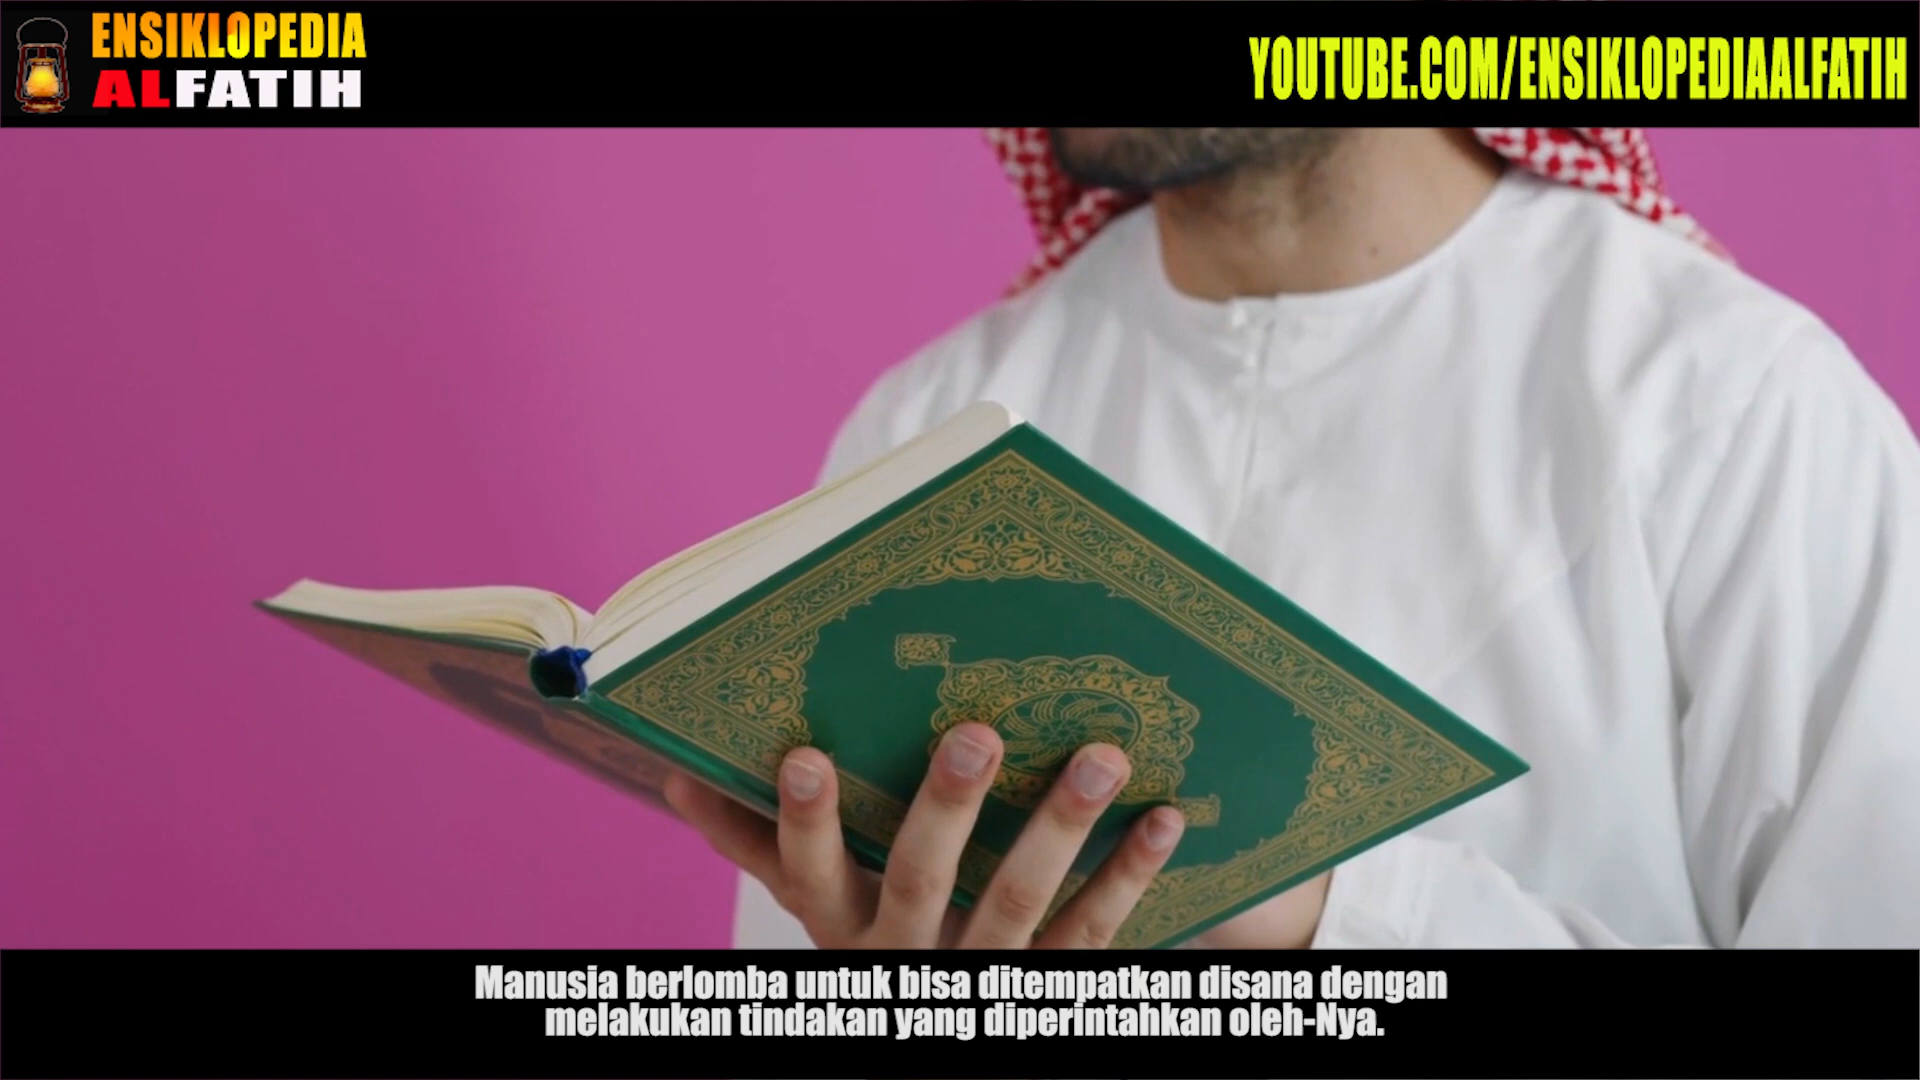 ENSIKLOPEDIA
ALFATIH
YOUTUBE.COM/ENSIKLOPEDIAALFATIH
Manusia berlomba untuk bisa ditempatkan disana dengan
melakukan tindakan yang diperintahkan oleh-Nya.